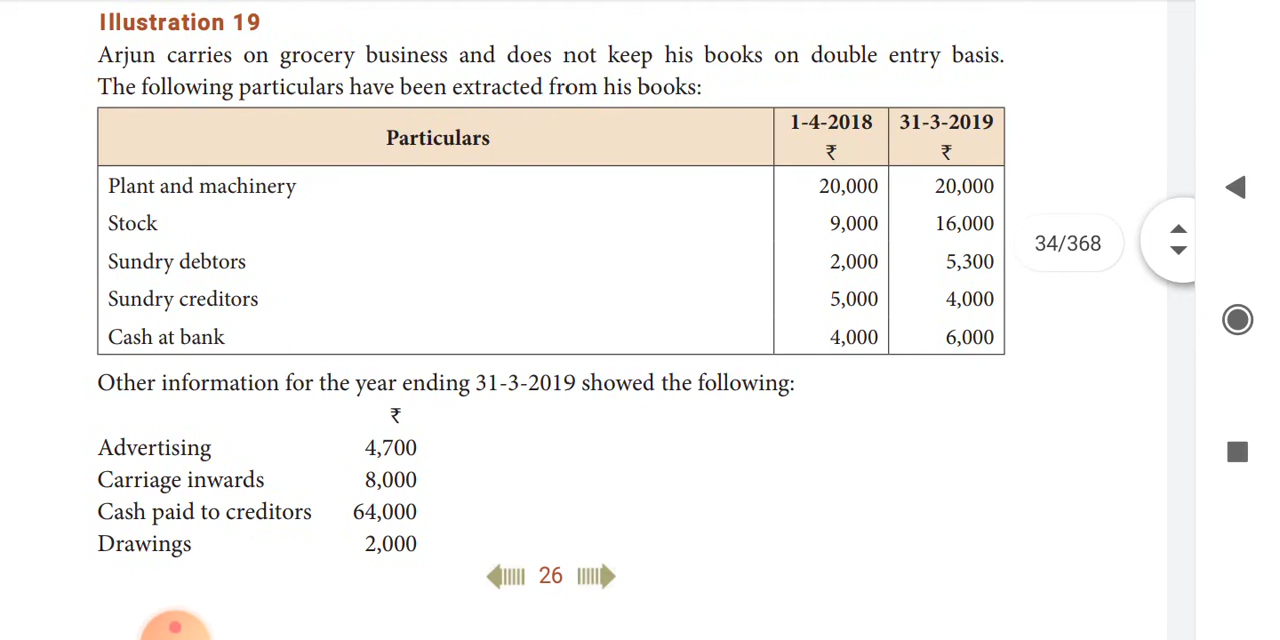 Illustration 19
Arjun carries on grocery business and does not keep his books on double entry basis.
The following particulars have been extracted from his books:
Particulars 1-4-2018 31-3-2019
₹ ₹
Plant and machinery 20,000 20,000
Stock 9,000 16,000
Sundry debtors 2,000 5,300
Sundry creditors 5,000 4,000
Cash at bank 4,000 6,000
34/368
Other information for the year ending 31-3-2019 showed the following:
₹
Advertising 4,700
Carriage inwards 8,000
Cash paid to creditors 64,000
Drawings 2,000
26